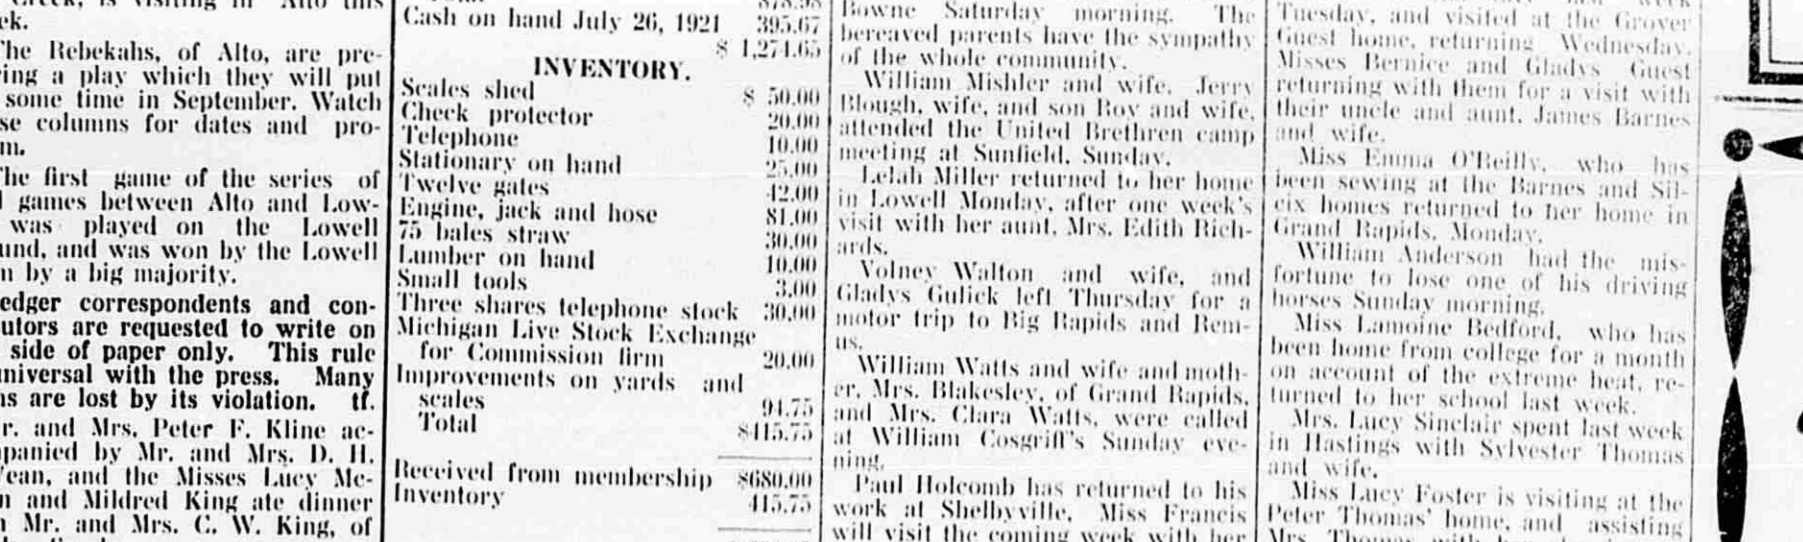 is visiting in Alto this
ek.
he Rebekahs, of Alto, are pre-
ring a play which they will put
some time in September. Watch
se columns for dates and pro-
m.
he first game of the series of
games between Alto and Low-
was played on the Lowell
und, and was won by the Lowell
n by a big majority.
edger correspondents and con-
utors are requested to write on
side of paper only. This rule
niversal with the press. Many
ns are lost by its violation. tf.
r. and Mrs. Peter F. Kline ac-
panied by Mr. and Mrs. D. H.
ean, and the Misses Lucy Mc-
n and Mildred King ate dinner
Mr. and Mrs. C. W. King, of
878.98
Cash on hand July 26, 1921 395.67
$ 1,274.65
INVENTORY.
Scales shed $ 50.00
Check protector 20.00
Telephone 10.00
Stationary on hand 25.00
Twelve gates 42.00
Engine, jack and hose 81.00
75 bales straw 30.00
Lumber on hand 10.00
Small tools 3.00
Three shares telephone stock 30.00
Michigan Live Stock Exchange
for Commission firm 20.00
Improvements on yards and
scales 94.75
Total $415.75
Received from membership $680.00
Inventory 415.75
Bowne Saturday morning. The
bereaved parents have the sympathy
of the whole community.
William Mishler and wife, Jerry
Blough, wife, and son Roy and wife,
attended the United Brethren camp
meeting at Sunfield, Sunday.
Lelah Miller returned to her home
in Lowell Monday, after one week's
visit with her aunt, Mrs. Edith Rich-
ards.
Volney Walton and wife, and
Gladys Gulick left Thursday for a
motor trip to Big Rapids and Rem-
us.
William Watts and wife and moth-
er, Mrs. Blakesley, of Grand Rapids,
and Mrs. Clara Watts, were called
at William Cosgriff's Sunday eve-
ning.
Paul Holcomb has returned to his
work at Shelbyville, Miss Francis
will visit the coming week with her
Tuesday, and visited at the Grover
Guest home, returning Wednesday,
Misses Bernice and Gladys Guest
returning with them for a visit with
their uncle and aunt, James Barnes
and wife.
Miss Emma O'Reilly, who has
been sewing at the Barnes and Sil-
cix homes returned to her home in
Grand Rapids, Monday.
William Anderson had the mis-
fortune to lose one of his driving
horses Sunday morning.
Miss Lamoine Bedford, who has
been home from college for a month
on account of the extreme heat, re-
turned to her school last week.
Mrs. Lucy Sinclair spent last week
in Hastings with Sylvester Thomas
and wife.
Miss Lucy Foster is visiting at the
Peter Thomas' home, and assisting
Mrs. Thomas with her